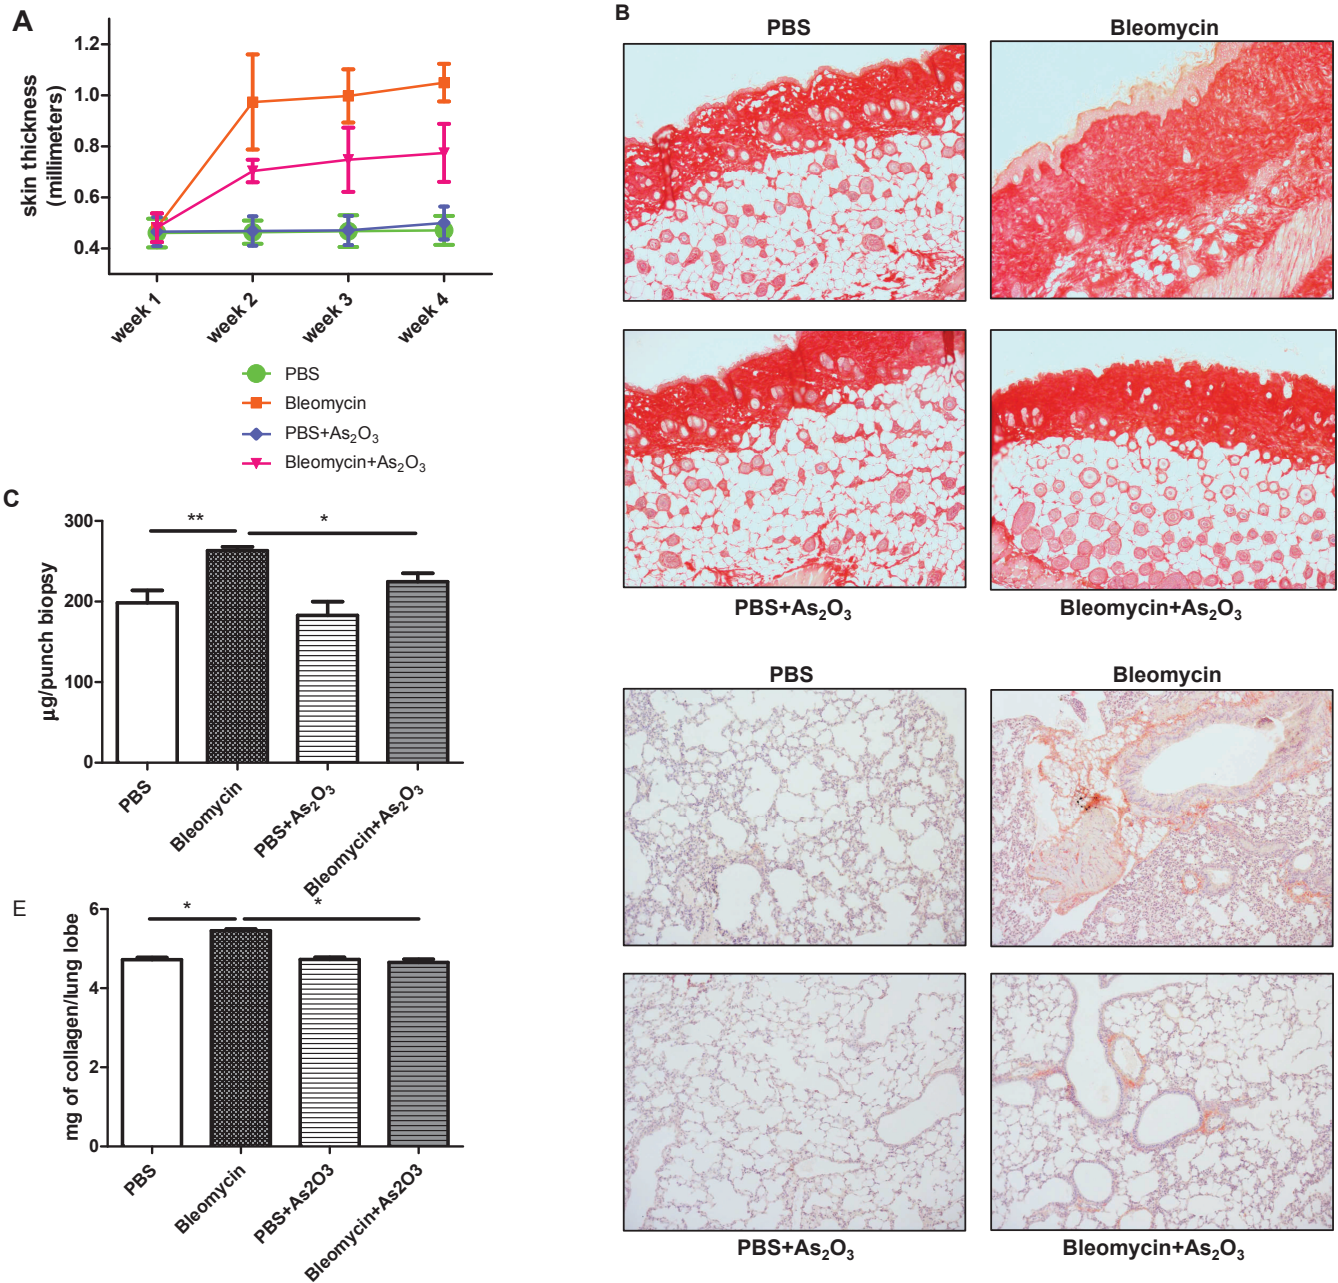 A
skin thickness
(millimeters)
1.2
1.0
0.8
0.6
0.4
week 1
week 2
week 3
week 4
PBS
Bleomycin
PBS+As₂O₃
Bleomycin+As₂O₃
B
PBS
Bleomycin
PBS+As₂O₃
Bleomycin+As₂O₃
C
µg/punch biopsy
300
200
100
0
**
*
PBS
Bleomycin
PBS+As₂O₃
Bleomycin+As₂O₃
PBS
Bleomycin
PBS+As₂O₃
Bleomycin+As₂O₃
E
mg of collagen/lung lobe
6
4
2
0
*
*
PBS
Bleomycin
PBS+As2O3
Bleomycin+As2O3